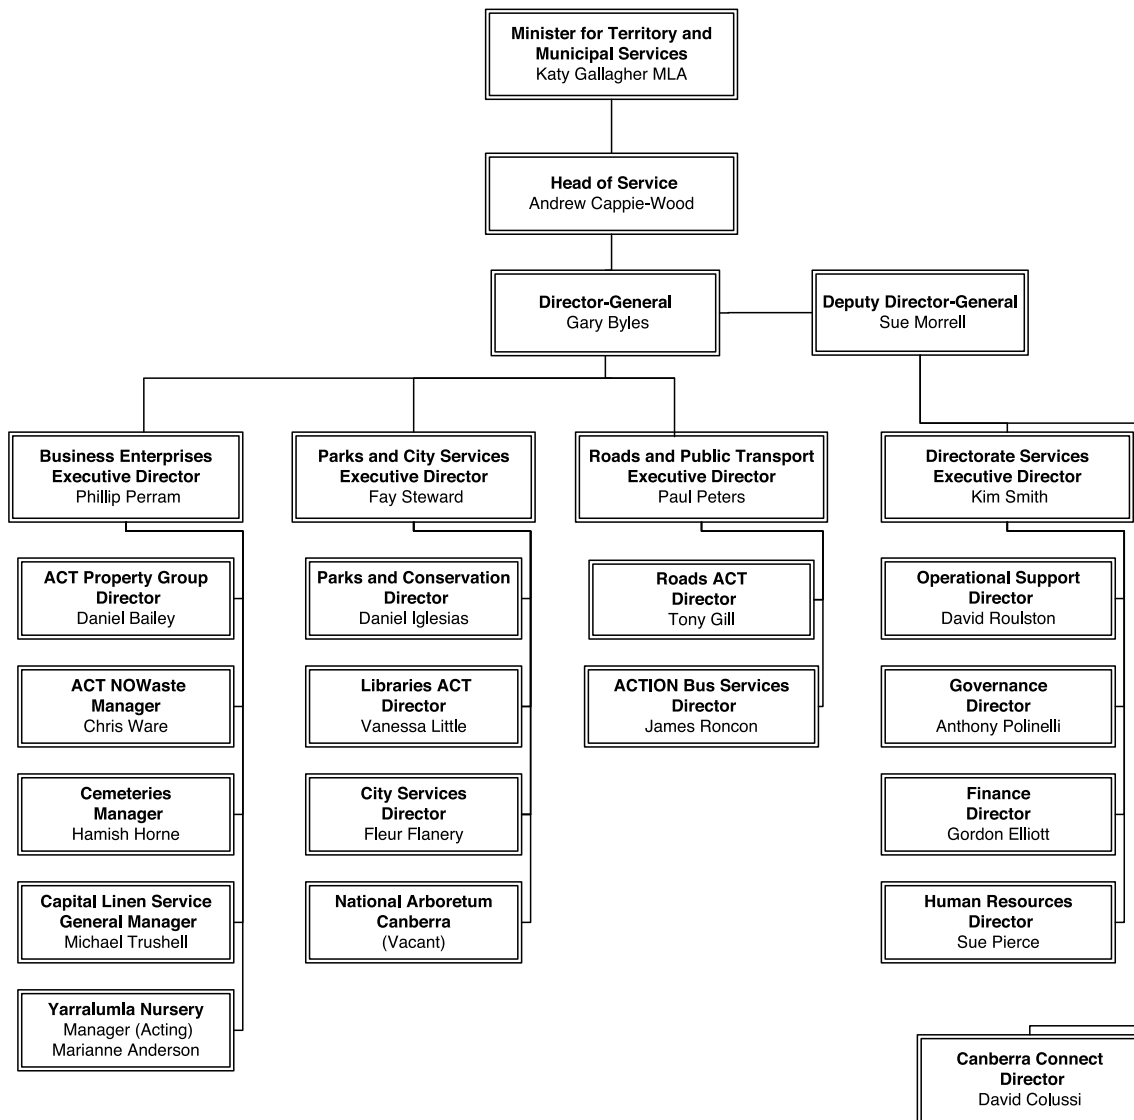 Minister for Territory and
Municipal Services
Katy Gallagher MLA
Head of Service
Andrew Cappie-Wood
Director-General
Gary Byles
Deputy Director-General
Sue Morrell
Business Enterprises
Executive Director
Phillip Perram
Parks and City Services
Executive Director
Fay Steward
Roads and Public Transport
Executive Director
Paul Peters
Directorate Services
Executive Director
Kim Smith
ACT Property Group
Director
Daniel Bailey
Parks and Conservation
Director
Daniel Iglesias
Roads ACT
Director
Tony Gill
Operational Support
Director
David Roulston
ACT NOWaste
Manager
Chris Ware
Libraries ACT
Director
Vanessa Little
ACTION Bus Services
Director
James Roncon
Governance
Director
Anthony Polinelli
Cemeteries
Manager
Hamish Horne
City Services
Director
Fleur Flanery
Finance
Director
Gordon Elliott
Capital Linen Service
General Manager
Michael Trushell
National Arboretum
Canberra
(Vacant)
Human Resources
Director
Sue Pierce
Yarralumla Nursery
Manager (Acting)
Marianne Anderson
Canberra Connect
Director
David Colussi